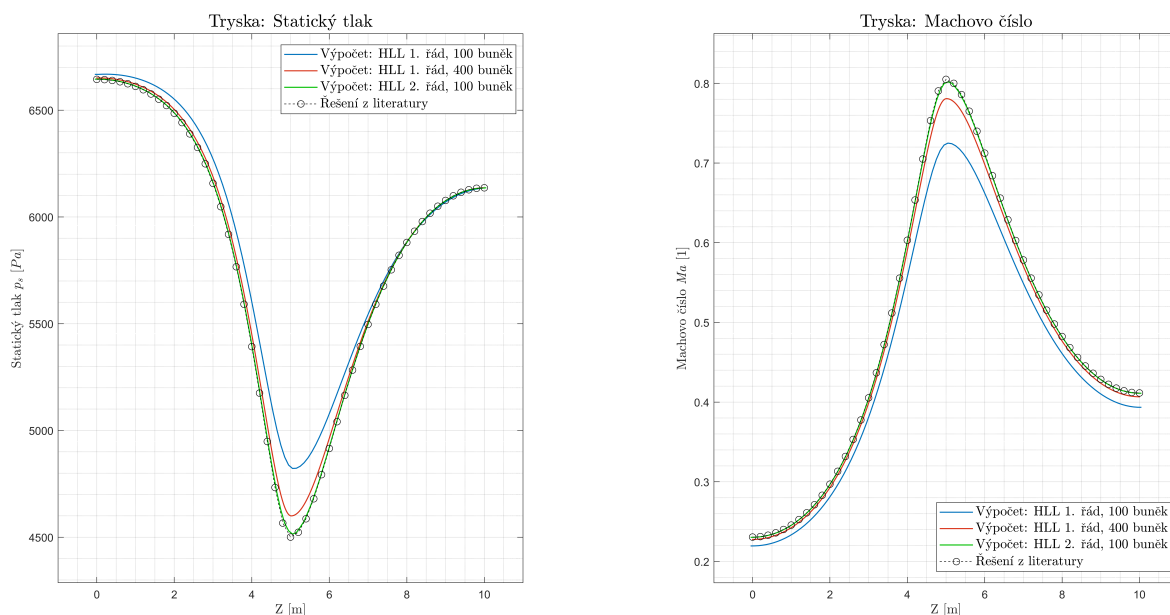 Tryska: Statický tlak
Výpočet: HLL 1. řád, 100 buněk
Výpočet: HLL 1. řád, 400 buněk
Výpočet: HLL 2. řád, 100 buněk
Řešení z literatury
6500
6000
5500
5000
4500
Statický tlak p_s [Pa]
0 2 4 6 8 10
Z [m]
Tryska: Machovo číslo
0.8
0.7
0.6
0.5
0.4
0.3
0.2
Machovo číslo Ma [1]
Výpočet: HLL 1. řád, 100 buněk
Výpočet: HLL 1. řád, 400 buněk
Výpočet: HLL 2. řád, 100 buněk
Řešení z literatury
0 2 4 6 8 10
Z [m]